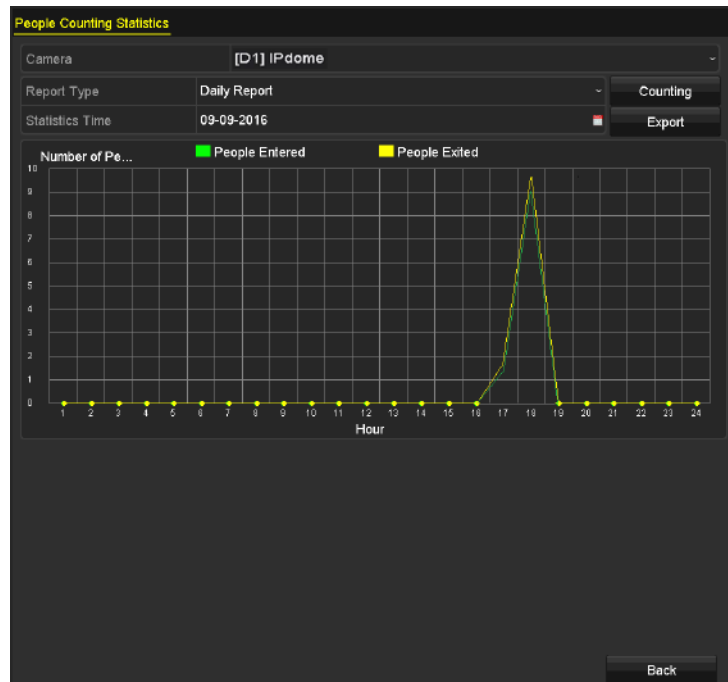 People Counting Statistics
Camera [D1] IPdome
Report Type Daily Report Counting
Statistics Time 09-09-2016 Export
Number of Pe... People Entered People Exited
10
9
8
7
6
5
4
3
2
1
0
1 2 3 4 5 6 7 8 9 10 11 12 13 14 15 16 17 18 19 20 21 22 23 24
Hour
Back